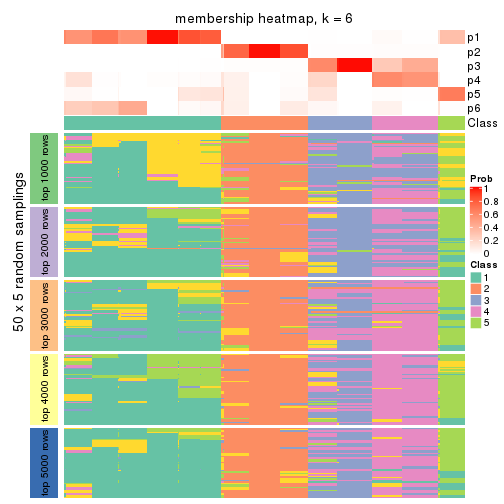 membership heatmap, k = 6
p1
p2
p3
p4
p5
p6
Class
50 x 5 random samplings
top 1000 rows
top 2000 rows
top 3000 rows
top 4000 rows
top 5000 rows
Prob
1
0.8
0.6
0.4
0.2
0
Class
1
2
3
4
5